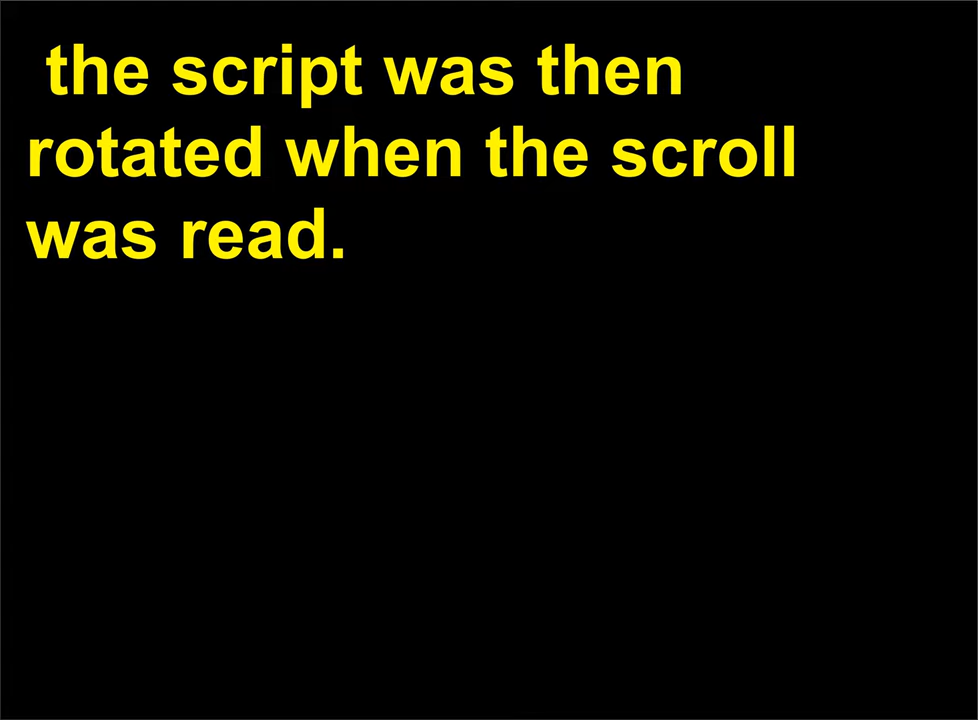 the script was then
rotated when the scroll
was read.